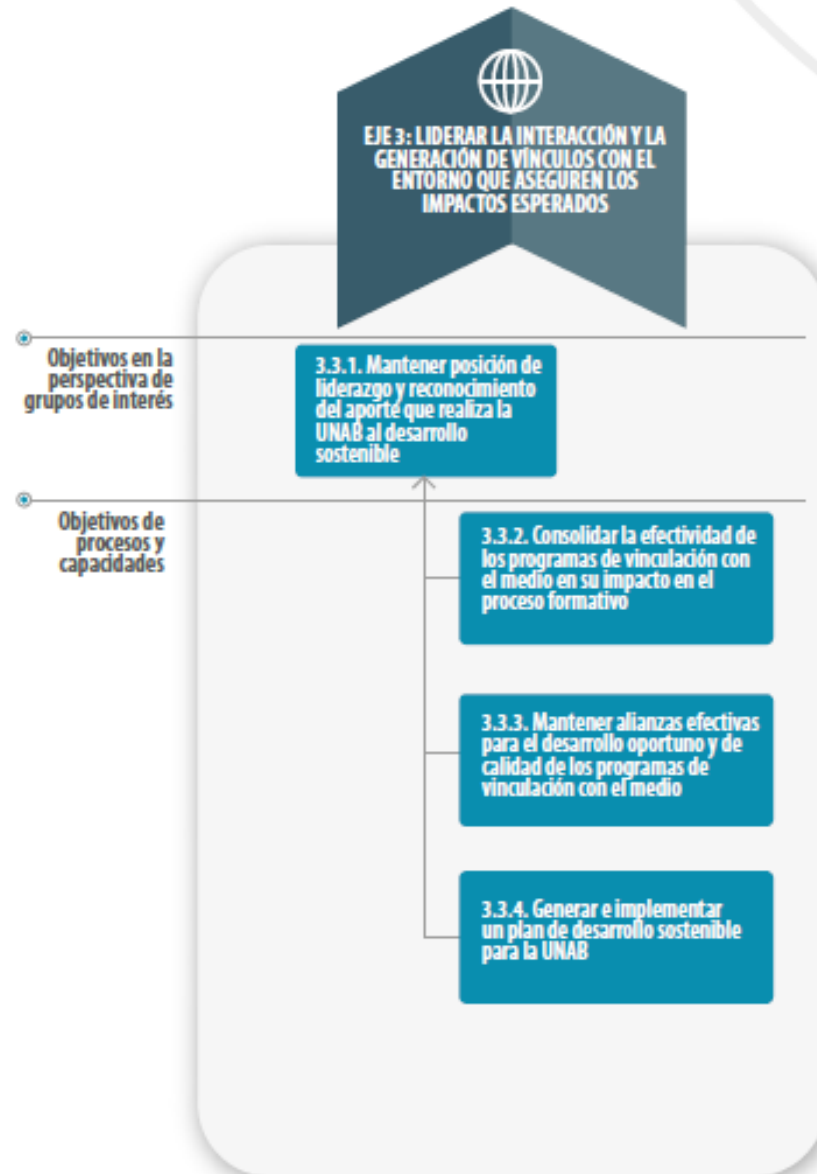 EJE 3: LIDERAR LA INTERACCIÓN Y LA
GENERACIÓN DE VÍNCULOS CON EL
ENTORNO QUE ASEGUREN LOS
IMPACTOS ESPERADOS
Objetivos en la
perspectiva de
grupos de interés
3.3.1. Mantener posición de
liderazgo y reconocimiento
del aporte que realiza la
UNAB al desarrollo
sostenible
Objetivos de
procesos y
capacidades
3.3.2. Consolidar la efectividad de
los programas de vinculación con
el medio en su impacto en el
proceso formativo
3.3.3. Mantener alianzas efectivas
para el desarrollo oportuno y de
calidad de los programas de
vinculación con el medio
3.3.4. Generar e implementar
un plan de desarrollo sostenible
para la UNAB